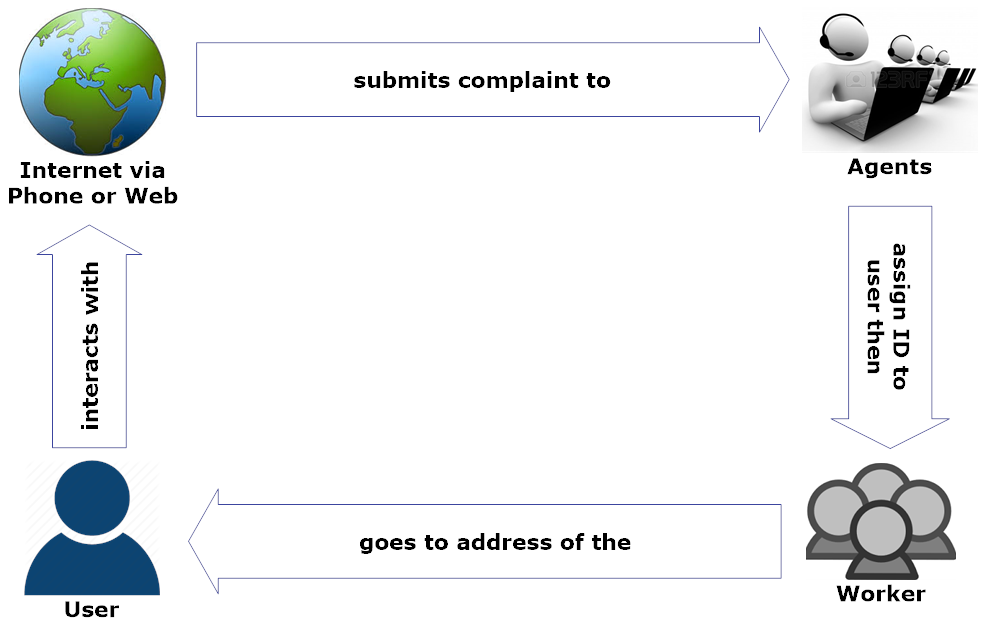 submits complaint to
123RF
Internet via
Phone or Web
Agents
interacts with
assign ID to
user then
goes to address of the
User
Worker